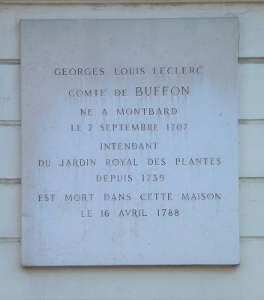 GEORGES LOUIS LECLERC
COMTE DE BUFFON
NE A MONTBARD
LE 7 SEPTEMBRE 1707
INTENDANT
DU JARDIN ROYAL DES PLANTES
DEPUIS 1739
EST MORT DANS CETTE MAISON
LE 16 AVRIL 1788